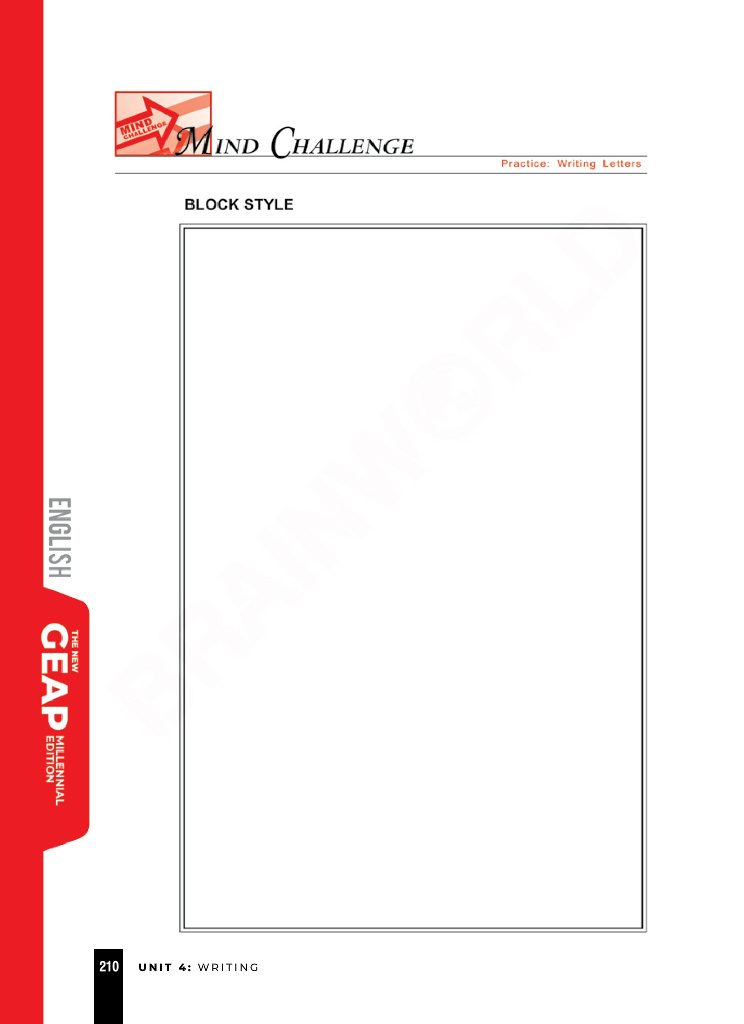 MIND
CHALLENGE
MIND CHALLENGE
Practice: Writing Letters
BLOCK STYLE
BRAINWORLD
ENGLISH
THE NEW
GEAP
MILLENNIAL
EDITION
210 UNIT 4: WRITING